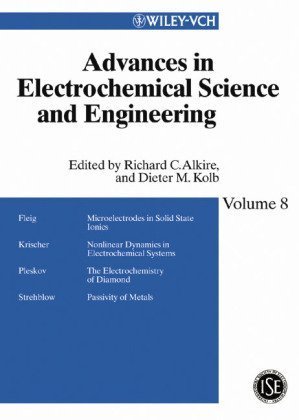 WILEY-VCH
Advances in
Electrochemical Science
and Engineering
Edited by Richard C. Alkire,
and Dieter M. Kolb
Volume 8
Fleig Microelectrodes in Solid State
Ionics
Krischer Nonlinear Dynamics in
Electrochemical Systems
Pleskov The Electrochemistry
of Diamond
Strehblow Passivity of Metals
ISE